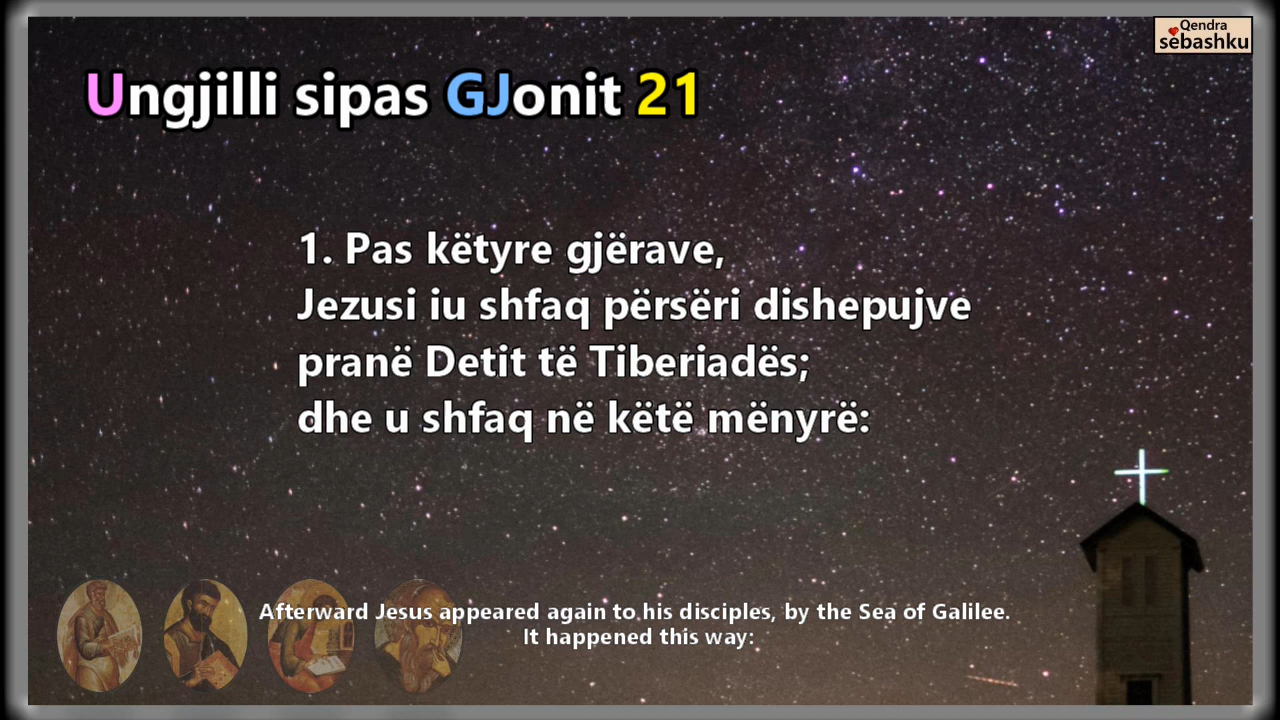 Qendra
sëbashku
Ungjilli sipas GJonit 21
1. Pas këtyre gjërave,
Jezusi iu shfaq përsëri dishepujve
pranë Detit të Tiberiadës;
dhe u shfaq në këtë mënyrë:
Afterward Jesus appeared again to his disciples, by the Sea of Galilee.
It happened this way: